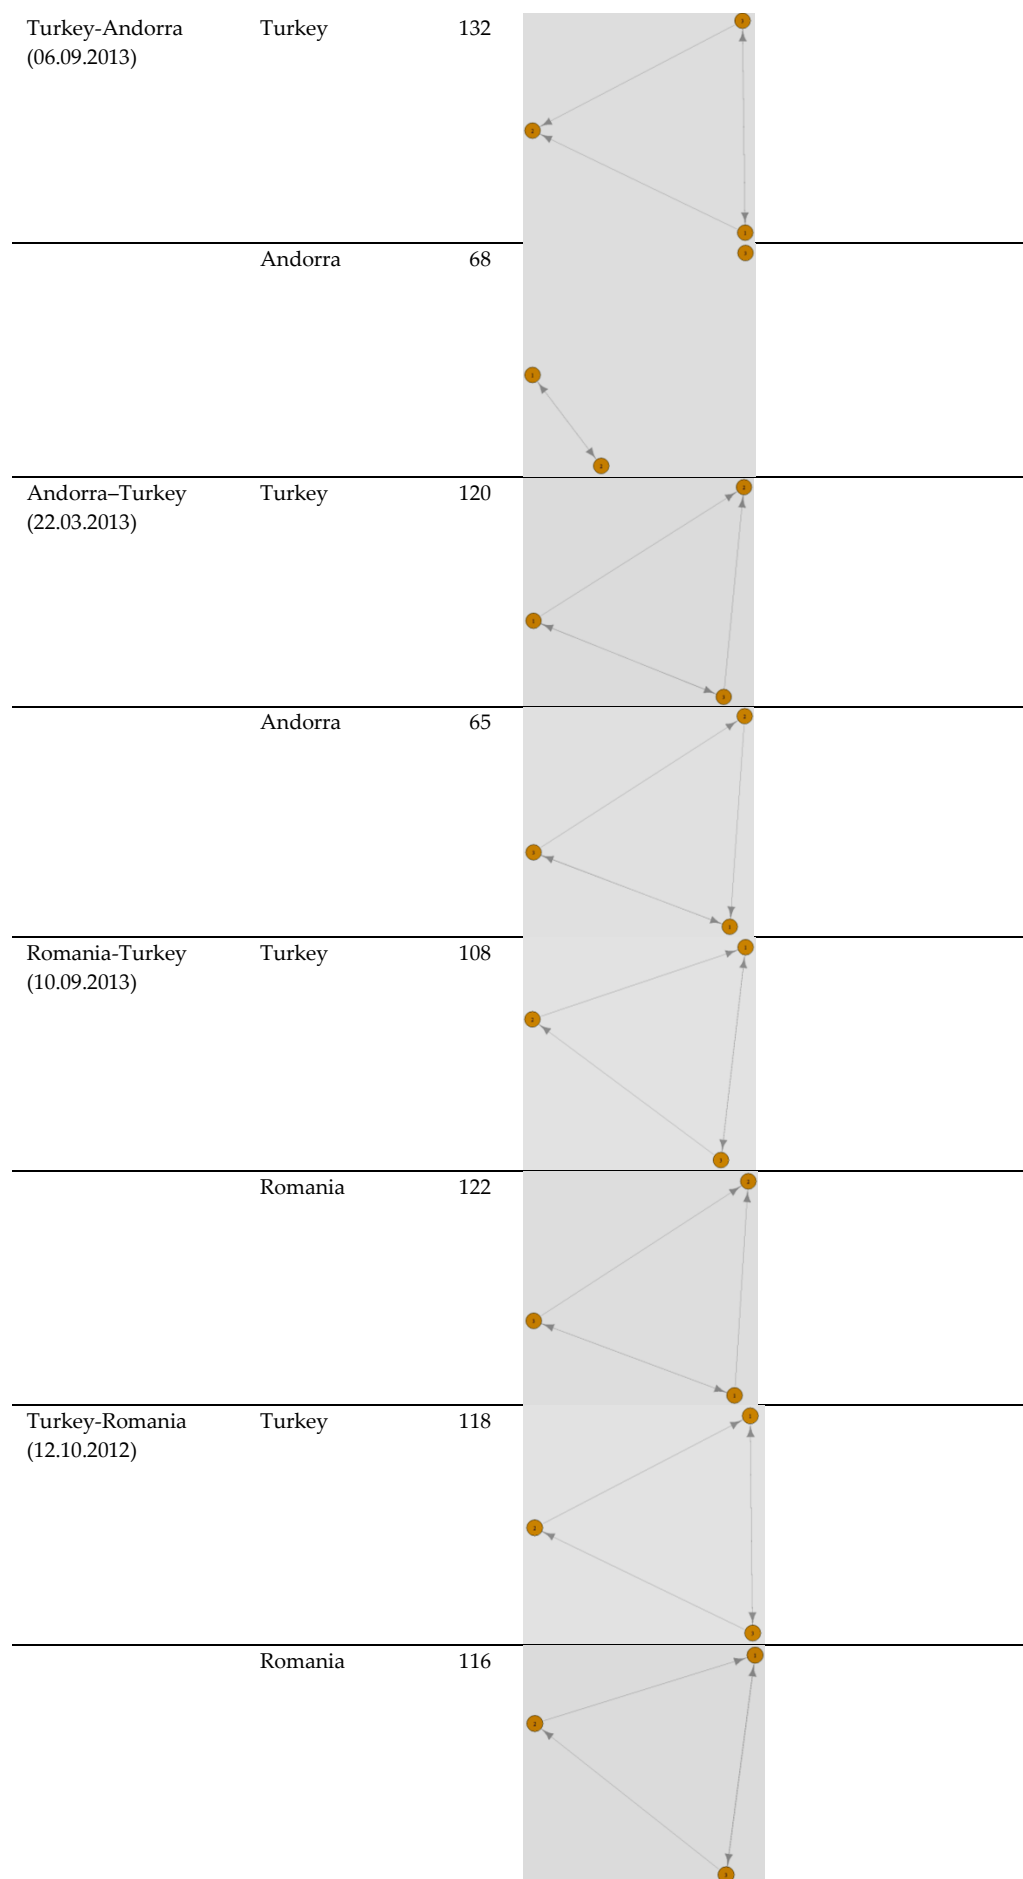 Turkey-Andorra Turkey 132
(06.09.2013)
Andorra 68
Andorra–Turkey Turkey 120
(22.03.2013)
Andorra 65
Romania-Turkey Turkey 108
(10.09.2013)
Romania 122
Turkey-Romania Turkey 118
(12.10.2012)
Romania 116